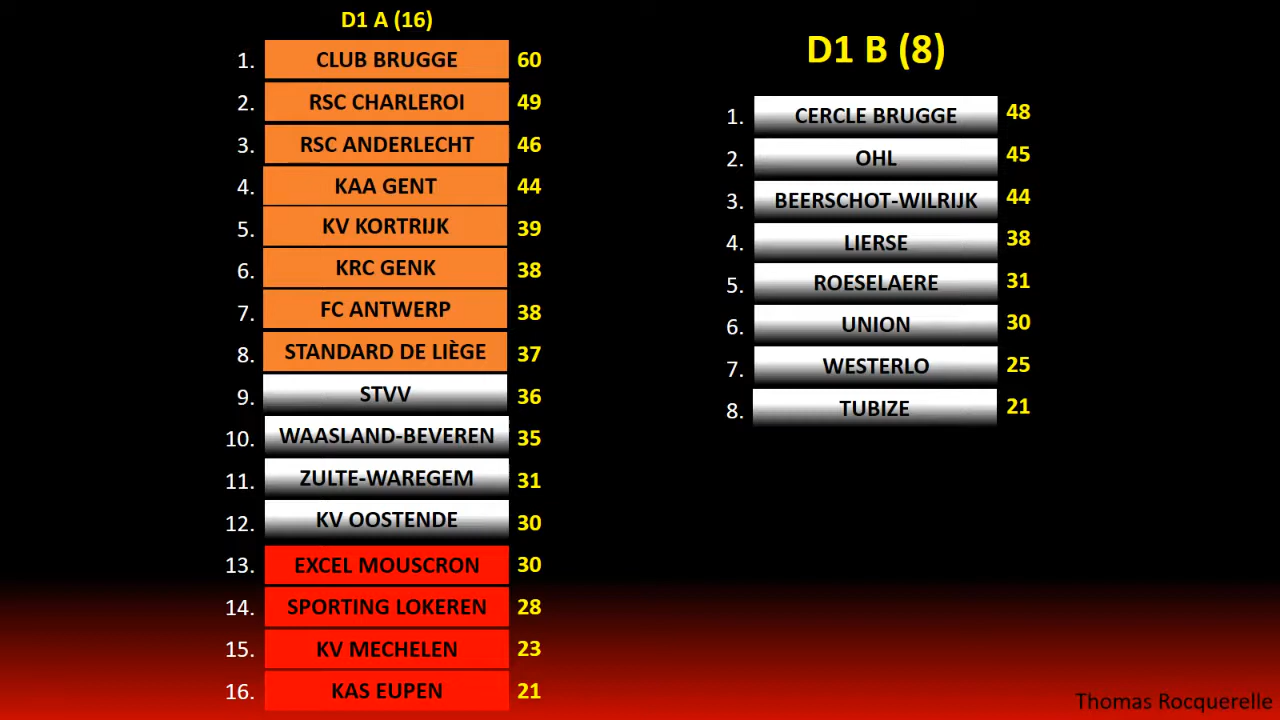 D1 A (16)
1. CLUB BRUGGE 60
2. RSC CHARLEROI 49
3. RSC ANDERLECHT 46
4. KAA GENT 44
5. KV KORTRIJK 39
6. KRC GENK 38
7. FC ANTWERP 38
8. STANDARD DE LIÈGE 37
9. STVV 36
10. WAASLAND-BEVEREN 35
11. ZULTE-WAREGEM 31
12. KV OOSTENDE 30
13. EXCEL MOUSCRON 30
14. SPORTING LOKEREN 28
15. KV MECHELEN 23
16. KAS EUPEN 21
D1 B (8)
1. CERCLE BRUGGE 48
2. OHL 45
3. BEERSCHOT-WILRIJK 44
4. LIERSE 38
5. ROESELAERE 31
6. UNION 30
7. WESTERLO 25
8. TUBIZE 21
Thomas Rocquerelle